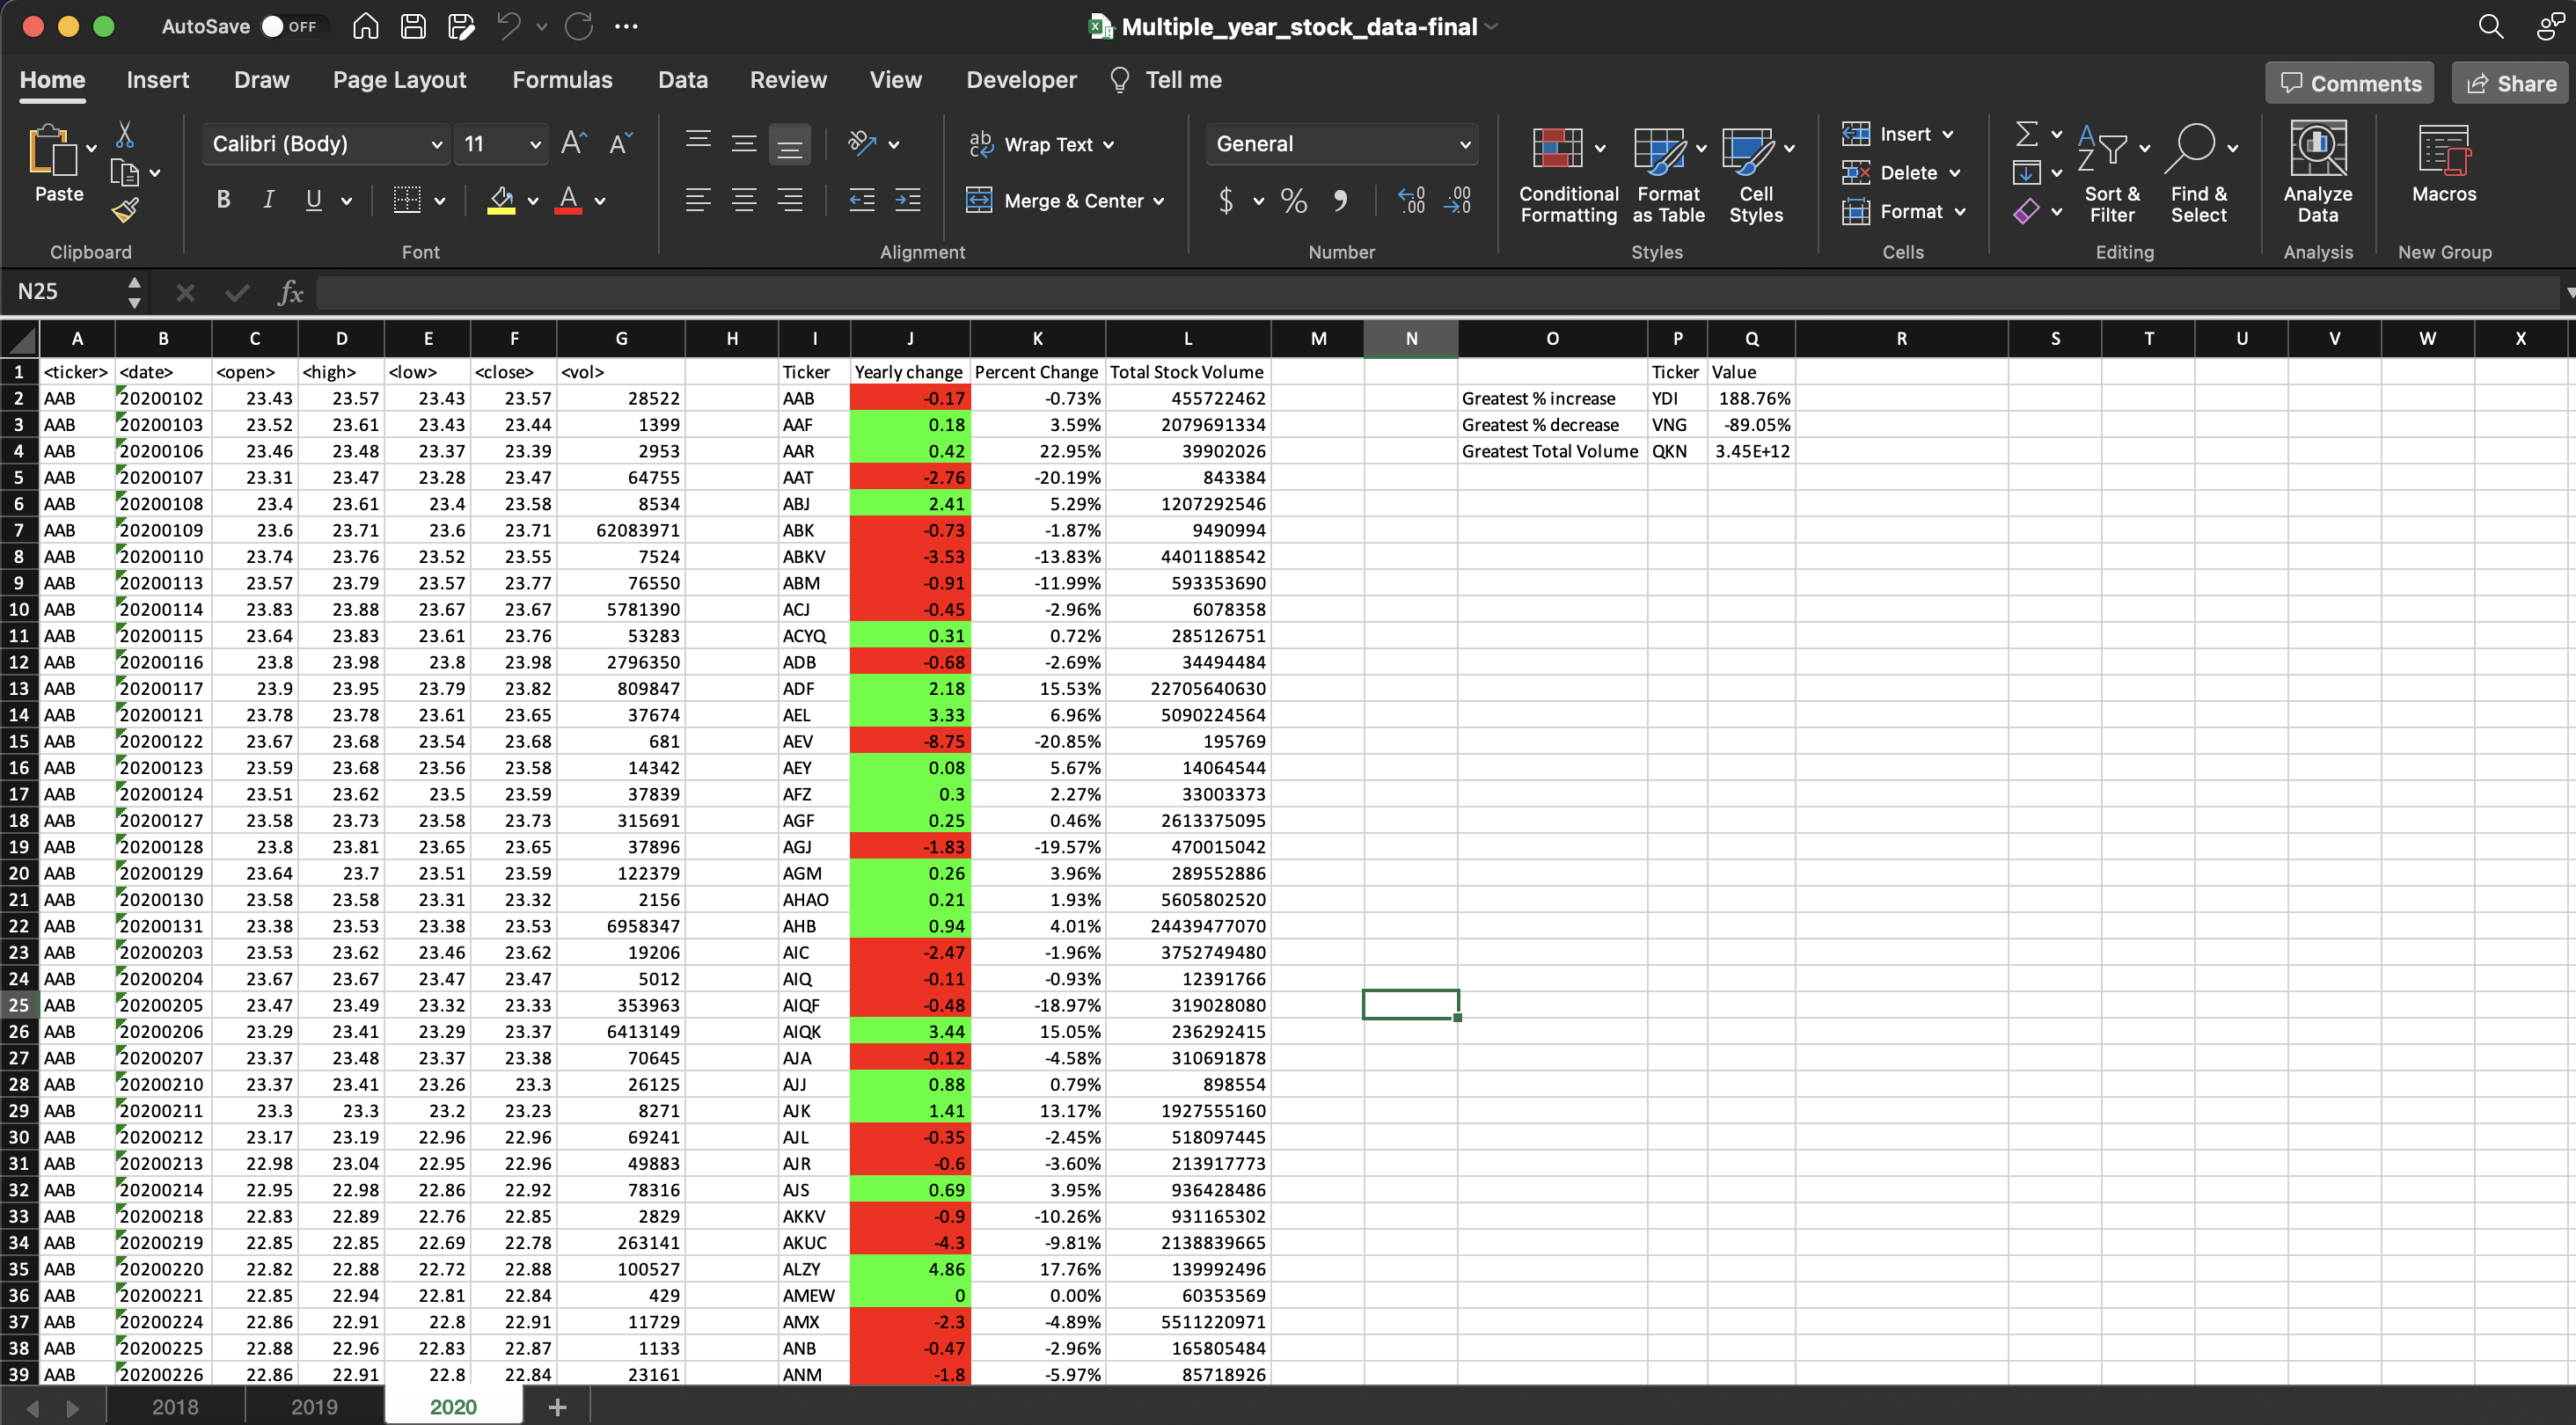 AutoSave OFF Multiple_year_stock_data-final
Home Insert Draw Page Layout Formulas Data Review View Developer Tell me Comments Share
Calibri (Body) 11 A A ab c Wrap Text General Insert
Delete
Paste B I U A Merge & Center $ % , .0 .00 .00 .0 Conditional Formatting Format as Table Cell Styles Format Sort & Filter Find & Select Analyze Data Macros
Clipboard Font Alignment Number Styles Cells Editing Analysis New Group
N25 fx
A B C D E F G H I J K L M N O P Q R S T U V W X
1 <ticker> <date> <open> <high> <low> <close> <vol> Ticker Yearly change Percent Change Total Stock Volume Ticker Value
2 AAB 20200102 23.43 23.57 23.43 23.57 28522 AAB -0.17 -0.73% 455722462 Greatest % increase YDI 188.76%
3 AAB 20200103 23.52 23.61 23.43 23.44 1399 AAF 0.18 3.59% 2079691334 Greatest % decrease VNG -89.05%
4 AAB 20200106 23.46 23.48 23.37 23.39 2953 AAR 0.42 22.95% 39902026 Greatest Total Volume QKN 3.45E+12
5 AAB 20200107 23.31 23.47 23.28 23.47 64755 AAT -2.76 -20.19% 843384
6 AAB 20200108 23.4 23.61 23.4 23.58 8534 ABJ 2.41 5.29% 1207292546
7 AAB 20200109 23.6 23.71 23.6 23.71 62083971 ABK -0.73 -1.87% 9490994
8 AAB 20200110 23.74 23.76 23.52 23.55 7524 ABKV -3.53 -13.83% 4401188542
9 AAB 20200113 23.57 23.79 23.57 23.77 76550 ABM -0.91 -11.99% 593353690
10 AAB 20200114 23.83 23.88 23.67 23.67 5781390 ACJ -0.45 -2.96% 6078358
11 AAB 20200115 23.64 23.83 23.61 23.76 53283 ACYQ 0.31 0.72% 285126751
12 AAB 20200116 23.8 23.98 23.8 23.98 2796350 ADB -0.68 -2.69% 34494484
13 AAB 20200117 23.9 23.95 23.79 23.82 809847 ADF 2.18 15.53% 22705640630
14 AAB 20200121 23.78 23.78 23.61 23.65 37674 AEL 3.33 6.96% 5090224564
15 AAB 20200122 23.67 23.68 23.54 23.68 681 AEV -8.75 -20.85% 195769
16 AAB 20200123 23.59 23.68 23.56 23.58 14342 AEY 0.08 5.67% 14064544
17 AAB 20200124 23.51 23.62 23.5 23.59 37839 AFZ 0.3 2.27% 33003373
18 AAB 20200127 23.58 23.73 23.58 23.73 315691 AGF 0.25 0.46% 2613375095
19 AAB 20200128 23.8 23.81 23.65 23.65 37896 AGJ -1.83 -19.57% 470015042
20 AAB 20200129 23.64 23.7 23.51 23.59 122379 AGM 0.26 3.96% 289552886
21 AAB 20200130 23.58 23.58 23.31 23.32 2156 AHAO 0.21 1.93% 5605802520
22 AAB 20200131 23.38 23.53 23.38 23.53 6958347 AHB 0.94 4.01% 24439477070
23 AAB 20200203 23.53 23.62 23.46 23.62 19206 AIC -2.47 -1.96% 3752749480
24 AAB 20200204 23.67 23.67 23.47 23.47 5012 AIQ -0.11 -0.93% 12391766
25 AAB 20200205 23.47 23.49 23.32 23.33 353963 AIQF -0.48 -18.97% 319028080
26 AAB 20200206 23.29 23.41 23.29 23.37 6413149 AIQK 3.44 15.05% 236292415
27 AAB 20200207 23.37 23.48 23.37 23.38 70645 AJA -0.12 -4.58% 310691878
28 AAB 20200210 23.37 23.41 23.26 23.3 26125 AJJ 0.88 0.79% 898554
29 AAB 20200211 23.3 23.3 23.2 23.23 8271 AJK 1.41 13.17% 1927555160
30 AAB 20200212 23.17 23.19 22.96 22.96 69241 AJL -0.35 -2.45% 518097445
31 AAB 20200213 22.98 23.04 22.95 22.96 49883 AJR -0.6 -3.60% 213917773
32 AAB 20200214 22.95 22.98 22.86 22.92 78316 AJS 0.69 3.95% 936428486
33 AAB 20200218 22.83 22.89 22.76 22.85 2829 AKKV -0.9 -10.26% 931165302
34 AAB 20200219 22.85 22.85 22.69 22.78 263141 AKUC -4.3 -9.81% 2138839665
35 AAB 20200220 22.82 22.88 22.72 22.88 100527 ALZY 4.86 17.76% 139992496
36 AAB 20200221 22.85 22.94 22.81 22.84 429 AMEW 0 0.00% 60353569
37 AAB 20200224 22.86 22.91 22.8 22.91 11729 AMX -2.3 -4.89% 5511220971
38 AAB 20200225 22.88 22.96 22.83 22.87 1133 ANB -0.47 -2.96% 165805484
39 AAB 20200226 22.86 22.91 22.8 22.84 23161 ANM -1.8 -5.97% 85718926
2018 2019 2020 +